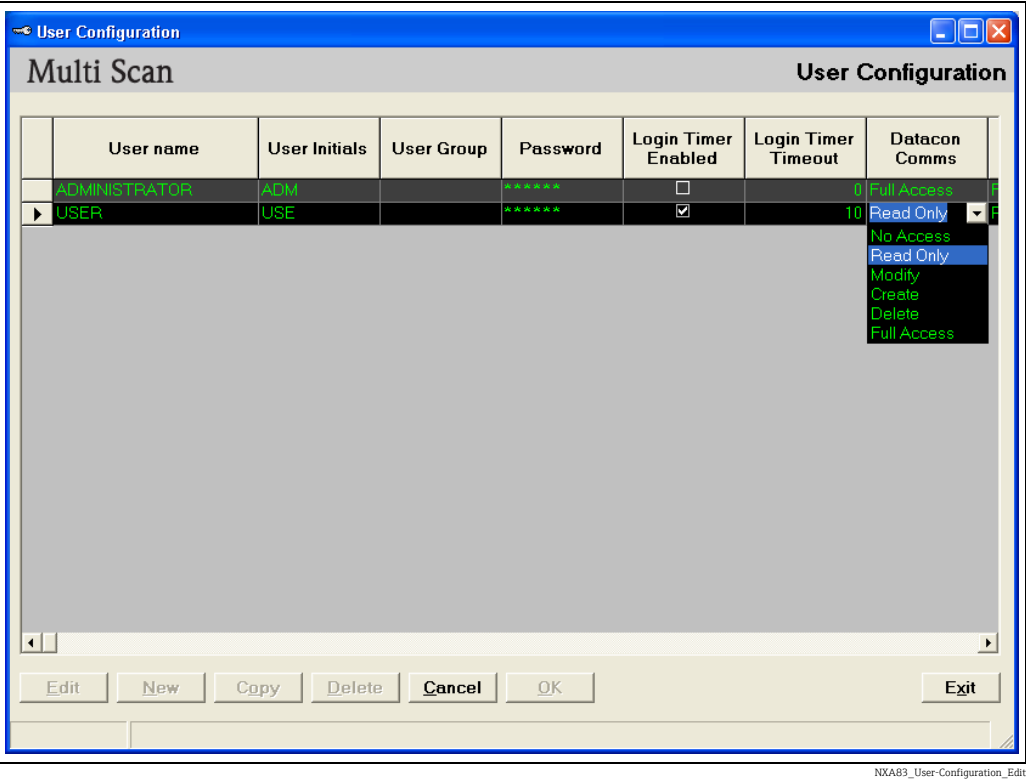 User Configuration
Multi Scan
User Configuration
User name User Initials User Group Password Login Timer Enabled Login Timer Timeout Datacon Comms
ADMINISTRATOR ADM ****** 0 Full Access F
USER USE ****** 10 Read Only F
No Access
Read Only
Modify
Create
Delete
Full Access
Edit New Copy Delete Cancel OK Exit
NXA83_User-Configuration_Edit